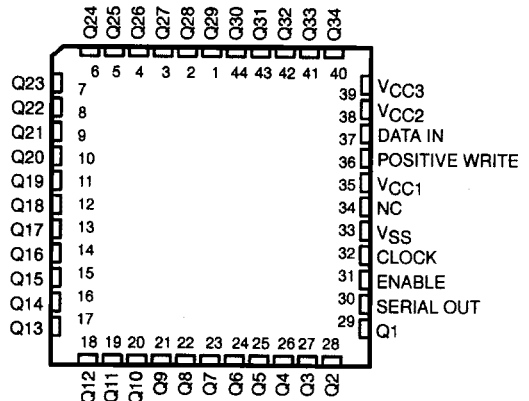 Q24 Q25 Q26 Q27 Q28 Q29 Q30 Q31 Q32 Q33 Q34
6 5 4 3 2 1 44 43 42 41 40
Q23 7
Q22 8
Q21 9
Q20 10
Q19 11
Q18 12
Q17 13
Q16 14
Q15 15
Q14 16
Q13 17
39 VCC3
38 VCC2
37 DATA IN
36 POSITIVE WRITE
35 VCC1
34 NC
33 VSS
32 CLOCK
31 ENABLE
30 SERIAL OUT
29 Q1
18 19 20 21 22 23 24 25 26 27 28
Q12 Q11 Q10 Q9 Q8 Q7 Q6 Q5 Q4 Q3 Q2